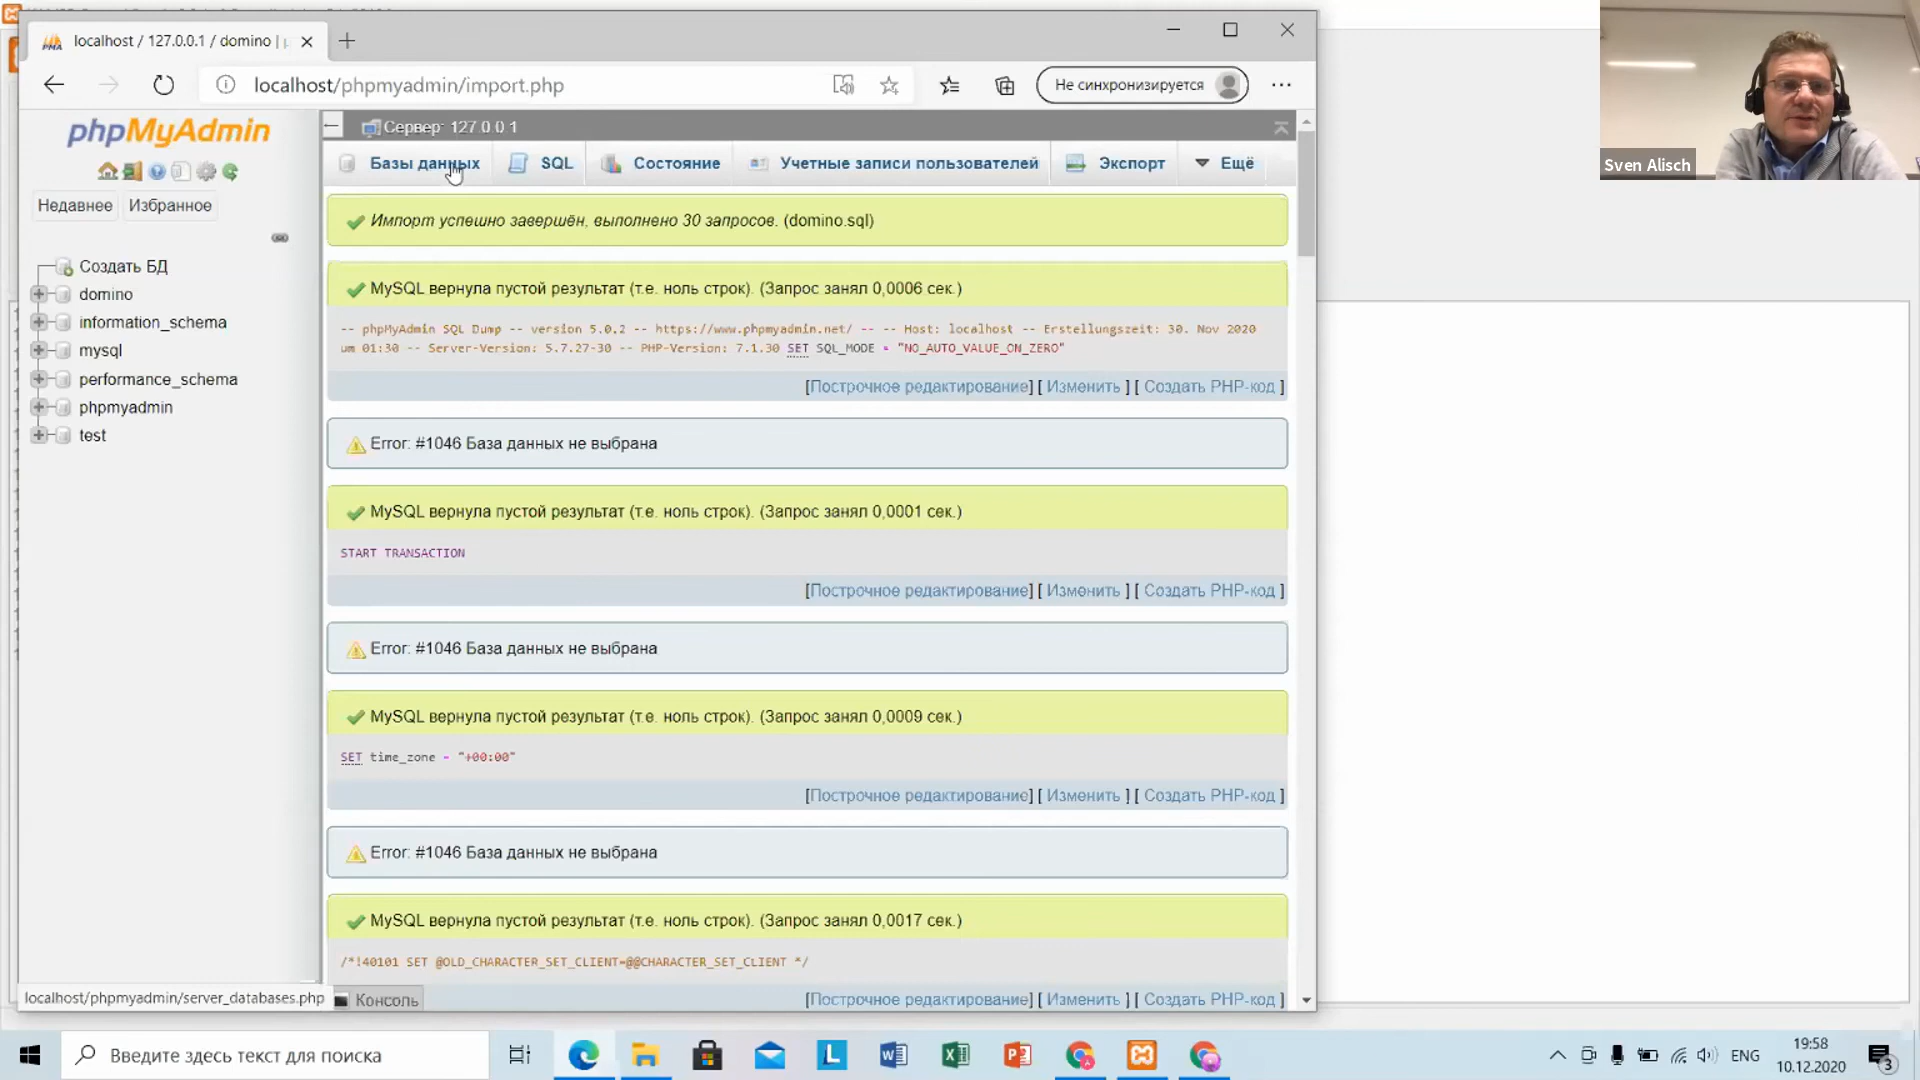 localhost / 127.0.0.1 / domino |
localhost/phpmyadmin/import.php
Не синхронизируется
Sven Alisch
phpMyAdmin
Недавнее
Избранное
Создать БД
domino
information_schema
mysql
performance_schema
phpmyadmin
test
Сервер: 127.0.0.1
Базы данных
SQL
Состояние
Учетные записи пользователей
Экспорт
Ещё
Импорт успешно завершён, выполнено 30 запросов. (domino.sql)
MySQL вернула пустой результат (т.е. ноль строк). (Запрос занял 0,0006 сек.)
-- phpMyAdmin SQL Dump -- version 5.0.2 -- https://www.phpmyadmin.net/ -- -- Host: localhost -- Erstellungszeit: 30. Nov 2020
um 01:30 -- Server-Version: 5.7.27-30 -- PHP-Version: 7.1.30 SET SQL_MODE = "NO_AUTO_VALUE_ON_ZERO"
[Построчное редактирование] [ Изменить ] [ Создать PHP-код ]
Error: #1046 База данных не выбрана
MySQL вернула пустой результат (т.е. ноль строк). (Запрос занял 0,0001 сек.)
START TRANSACTION
[Построчное редактирование] [ Изменить ] [ Создать PHP-код ]
Error: #1046 База данных не выбрана
MySQL вернула пустой результат (т.е. ноль строк). (Запрос занял 0,0009 сек.)
SET time_zone = "+00:00"
[Построчное редактирование] [ Изменить ] [ Создать PHP-код ]
Error: #1046 База данных не выбрана
MySQL вернула пустой результат (т.е. ноль строк). (Запрос занял 0,0017 сек.)
/*!40101 SET @OLD_CHARACTER_SET_CLIENT=@@CHARACTER_SET_CLIENT */
[Построчное редактирование] [ Изменить ] [ Создать PHP-код ]
localhost/phpmyadmin/server_databases.php
Консоль
Введите здесь текст для поиска
ENG
19:58
10.12.2020
3